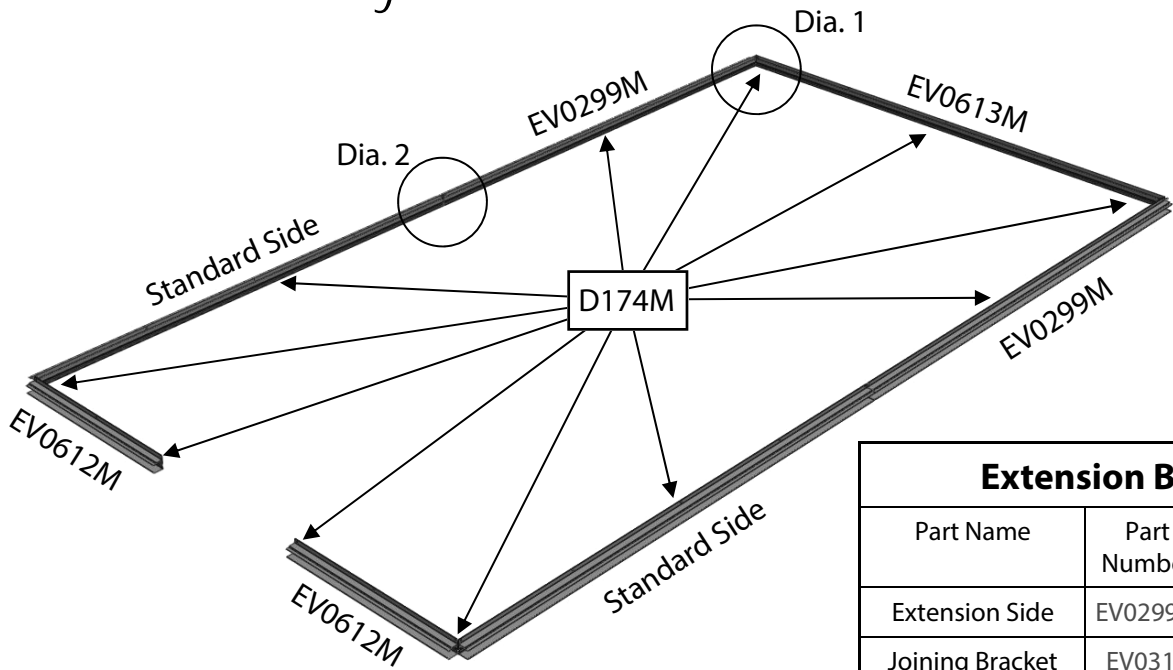 Dia. 1
EV0299M
EV0613M
Dia. 2
Standard Side
D174M
EV0299M
EV0612M
Standard Side
EV0612M
Extension B
Part Name
Part
Numbe
Extension Side
EV0299
Joining Bracket
EV031